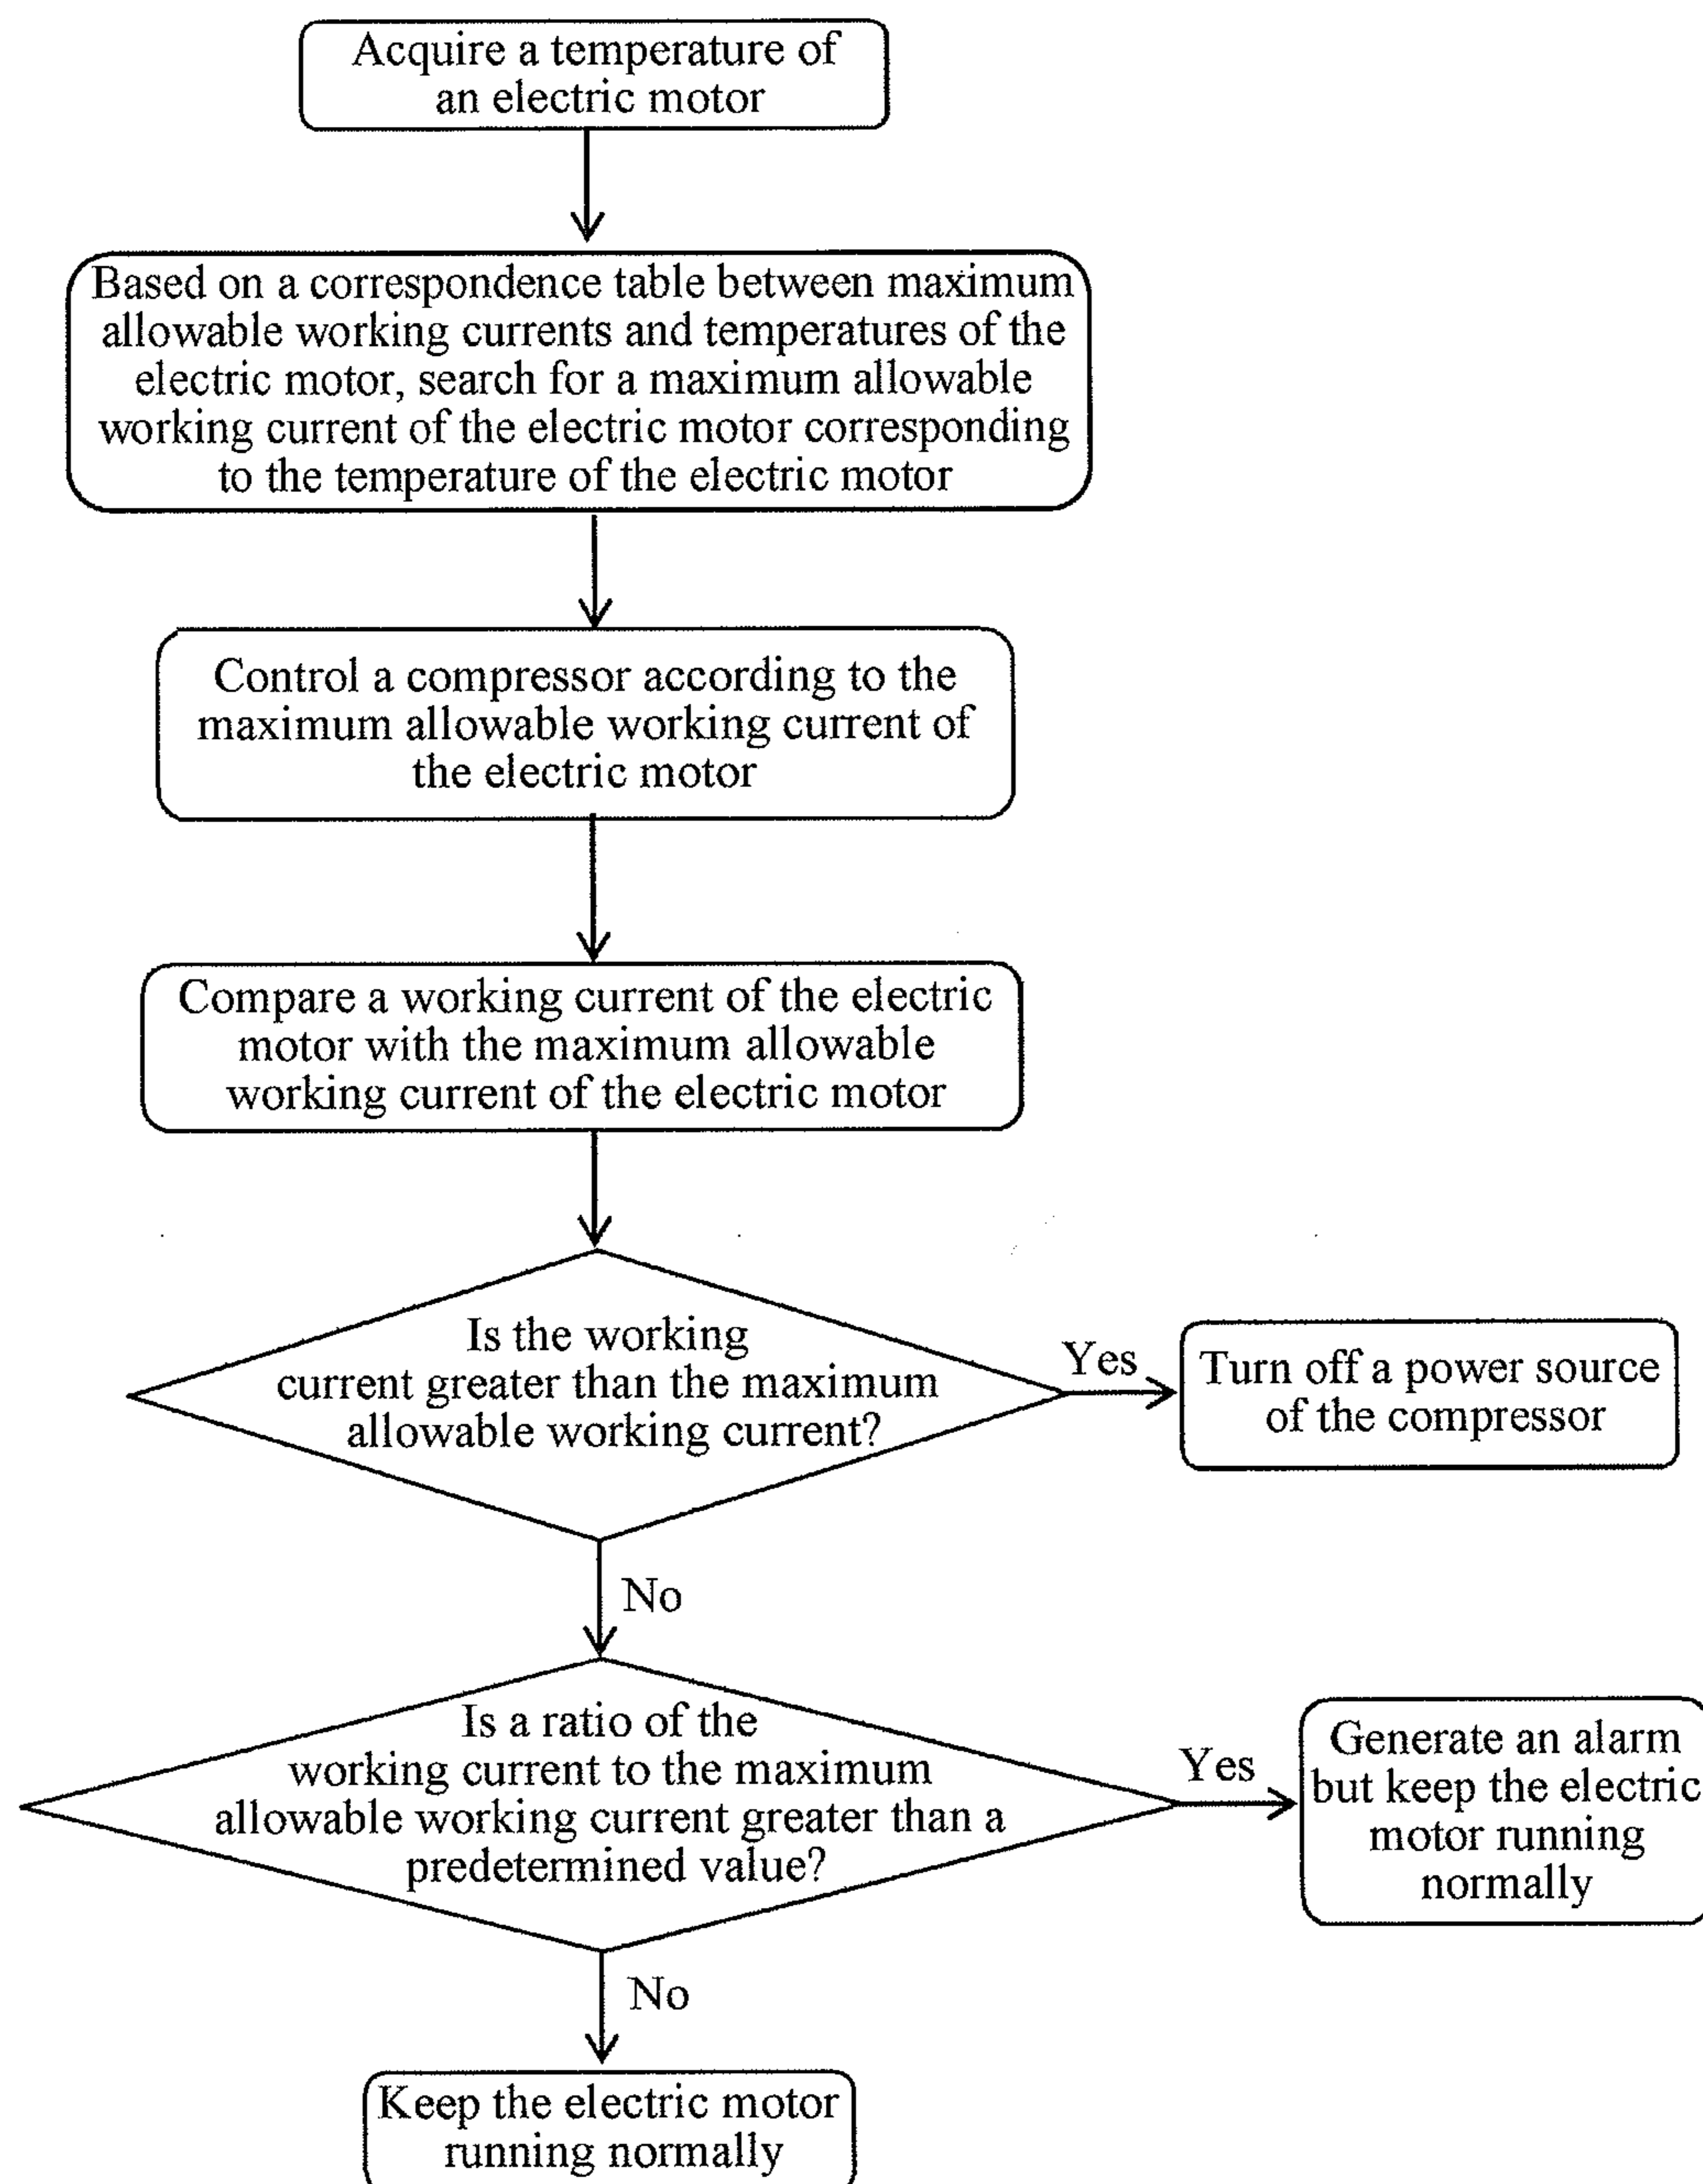 Acquire a temperature of
an electric motor
Based on a correspondence table between maximum
allowable working currents and temperatures of the
electric motor, search for a maximum allowable
working current of the electric motor corresponding
to the temperature of the electric motor
Control a compressor according to the
maximum allowable working current of
the electric motor
Compare a working current of the electric
motor with the maximum allowable
working current of the electric motor
Is the working
current greater than the maximum
allowable working current?
Yes
Turn off a power source
of the compressor
No
Is a ratio of the
working current to the maximum
allowable working current greater than a
predetermined value?
Yes
Generate an alarm
but keep the electric
motor running
normally
No
Keep the electric motor
running normally